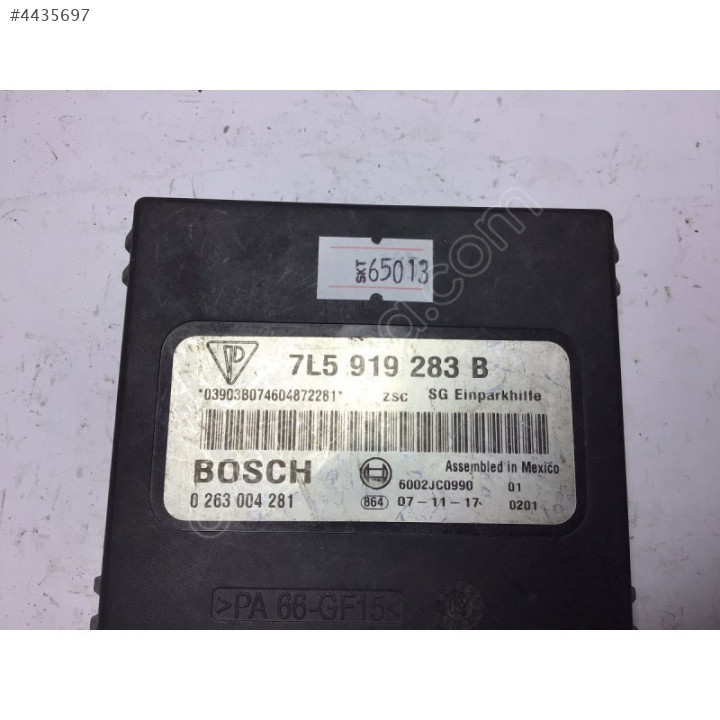 #4435697
SKT 65013
7L5 919 283 B
*03903B074604872281* ZSC SG Einparkhilfe
BOSCH Assembled in Mexico
6002JC0990 01
0 263 004 281 864 07-11-17 0201
>PA 66-GF15<